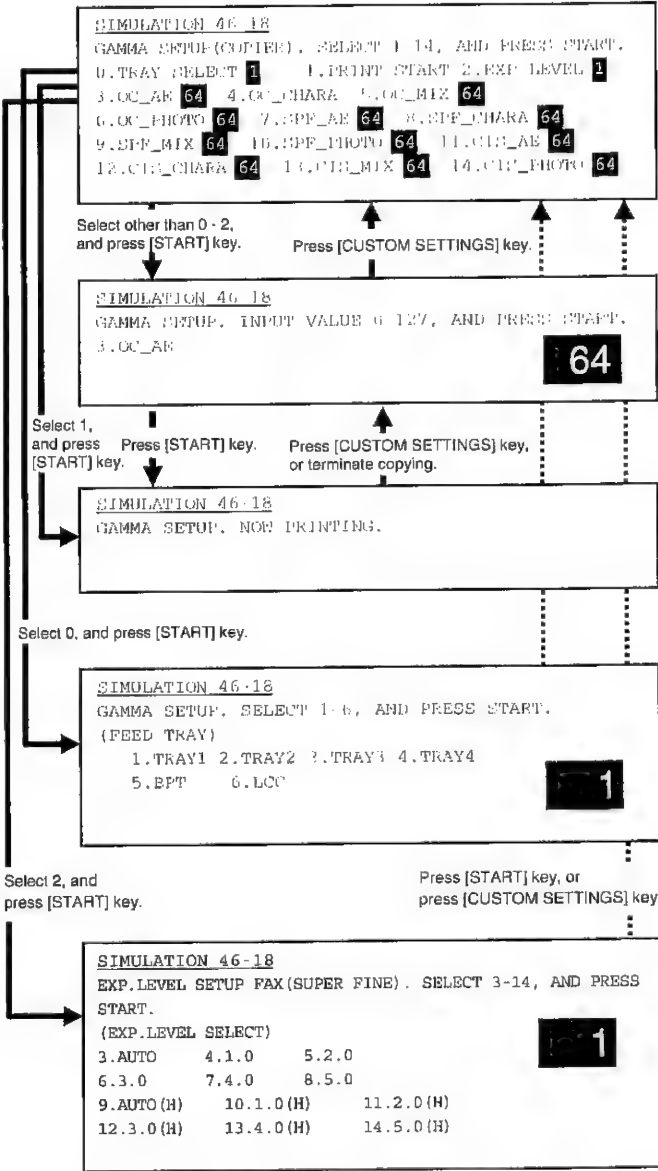 SIMULATION 46-18
GAMMA SETUP(COPIER). SELECT 1-14, AND PRESS START.
0.TRAY SELECT 1 1.PRINT START 2.EXP LEVEL 1
3.OC_AE 64 4.OC_CHARA 5.OC_MIX 64
6.OC_PHOTO 64 7.SPF_AE 64 8.SPF_CHARA 64
9.SPF_MIX 64 10.SPF_PHOTO 64 11.CIS_AE 64
12.CIS_CHARA 64 13.CIS_MIX 64 14.CIS_PHOTO 64
Select other than 0 - 2,
and press [START] key.
Press [CUSTOM SETTINGS] key.
SIMULATION 46-18
GAMMA SETUP. INPUT VALUE 0-127, AND PRESS START.
3.OC_AE
64
Select 1,
and press
[START] key.
Press [START] key.
Press [CUSTOM SETTINGS] key,
or terminate copying.
SIMULATION 46-18
GAMMA SETUP. NOW PRINTING.
Select 0, and press [START] key.
SIMULATION 46-18
GAMMA SETUP. SELECT 1-6, AND PRESS START.
(FEED TRAY)
1.TRAY1 2.TRAY2 3.TRAY3 4.TRAY4
5.BPT 6.LCC
1
Select 2, and
press [START] key.
Press [START] key, or
press [CUSTOM SETTINGS] key
SIMULATION 46-18
EXP.LEVEL SETUP FAX(SUPER FINE). SELECT 3-14, AND PRESS
START.
(EXP.LEVEL SELECT)
1
3.AUTO 4.1.0 5.2.0
6.3.0 7.4.0 8.5.0
9.AUTO(H) 10.1.0(H) 11.2.0(H)
12.3.0(H) 13.4.0(H) 14.5.0(H)